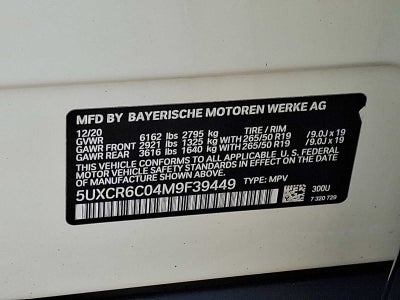 MFD BY BAYERISCHE MOTOREN WERKE AG
12/20 TIRE / RIM
GVWR 6162 lbs 2795 kg
GAWR FRONT 2921 lbs 1325 kg WITH 265/50 R19 / 9.0J x 19
GAWR REAR 3616 lbs 1640 kg WITH 265/50 R19 / 9.0J x 19
THIS VEHICLE CONFORMS TO ALL APPLICABLE U.S. FEDERAL
MOTOR VEHICLE SAFETY
THEFT PREVENTION STANDARDS IN EFFECT ON THE DATE OF
MANUFACTURE SHOWN ABOVE.
5UXCR6C04M9F39449 TYPE: MPV
300U
7 320 729